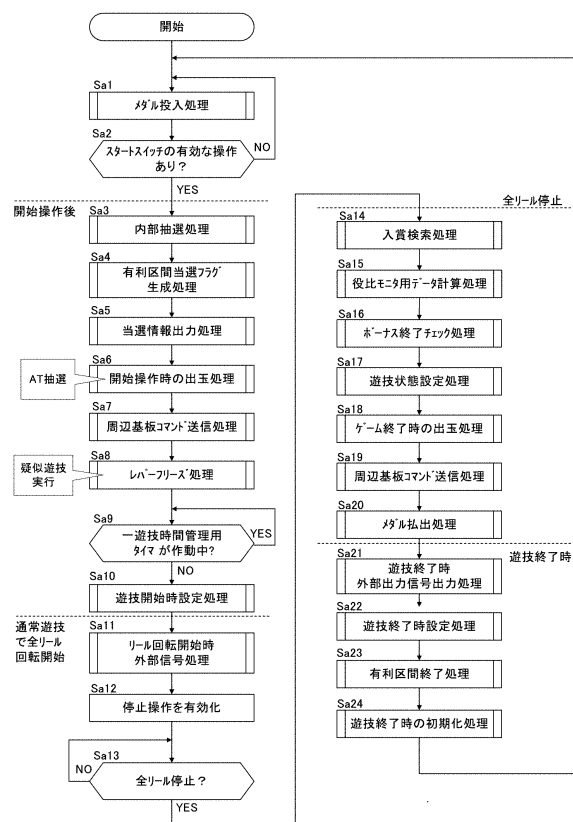 開始
Sa1
メダル投入処理
Sa2
スタートスイッチの有効な操作
あり？
NO
YES
開始操作後
Sa3
内部抽選処理
Sa4
有利区間当選フラグ
生成処理
Sa5
当選情報出力処理
Sa6
AT抽選
開始操作時の出玉処理
Sa7
周辺基板コマンド送信処理
Sa8
疑似遊技
実行
レバーフリーズ処理
Sa9
一遊技時間管理用
タイマ が作動中?
YES
NO
Sa10
遊技開始時設定処理
通常遊技
で全リール
回転開始
Sa11
リール回転開始時
外部信号処理
Sa12
停止操作を有効化
Sa13
NO
全リール停止？
YES
全リール停止
Sa14
入賞検索処理
Sa15
役比モニタ用データ計算処理
Sa16
ボーナス終了チェック処理
Sa17
遊技状態設定処理
Sa18
ゲーム終了時の出玉処理
Sa19
周辺基板コマンド送信処理
Sa20
メダル払出処理
遊技終了時
Sa21
遊技終了時
外部出力信号出力処理
Sa22
遊技終了時設定処理
Sa23
有利区間終了処理
Sa24
遊技終了時の初期化処理